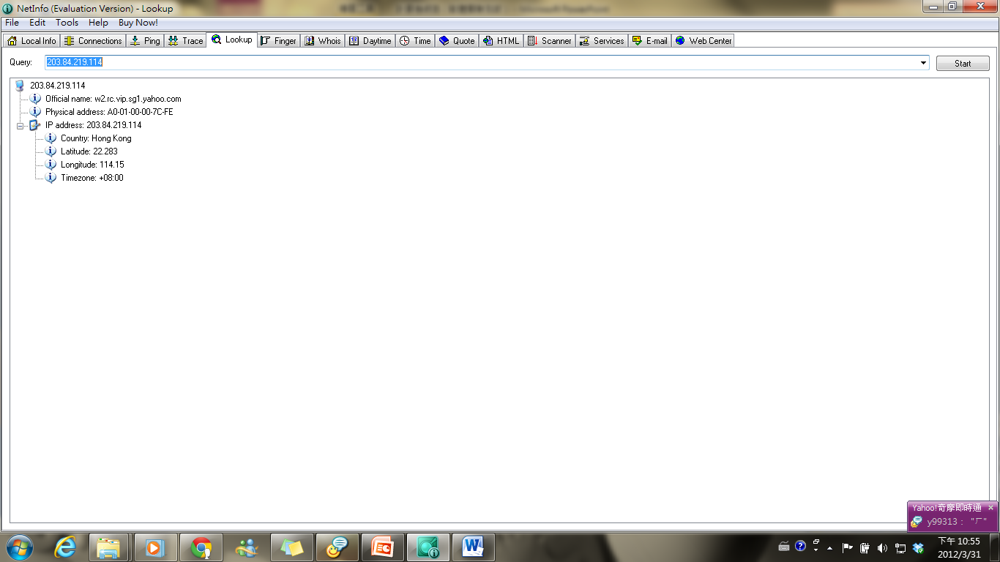 NetInfo (Evaluation Version) - Lookup
File Edit Tools Help Buy Now!
Local Info Connections Ping Trace Lookup Finger Whois Daytime Time Quote HTML Scanner Services E-mail Web Center
Query: 203.84.219.114 Start
203.84.219.114
Official name: w2.rc.vip.sg1.yahoo.com
Physical address: A0-01-00-00-7C-FE
IP address: 203.84.219.114
Country: Hong Kong
Latitude: 22.283
Longitude: 114.15
Timezone: +08:00
Yahoo!奇摩即時通
y99313： "ㄏ"
下午 10:55
2012/3/31